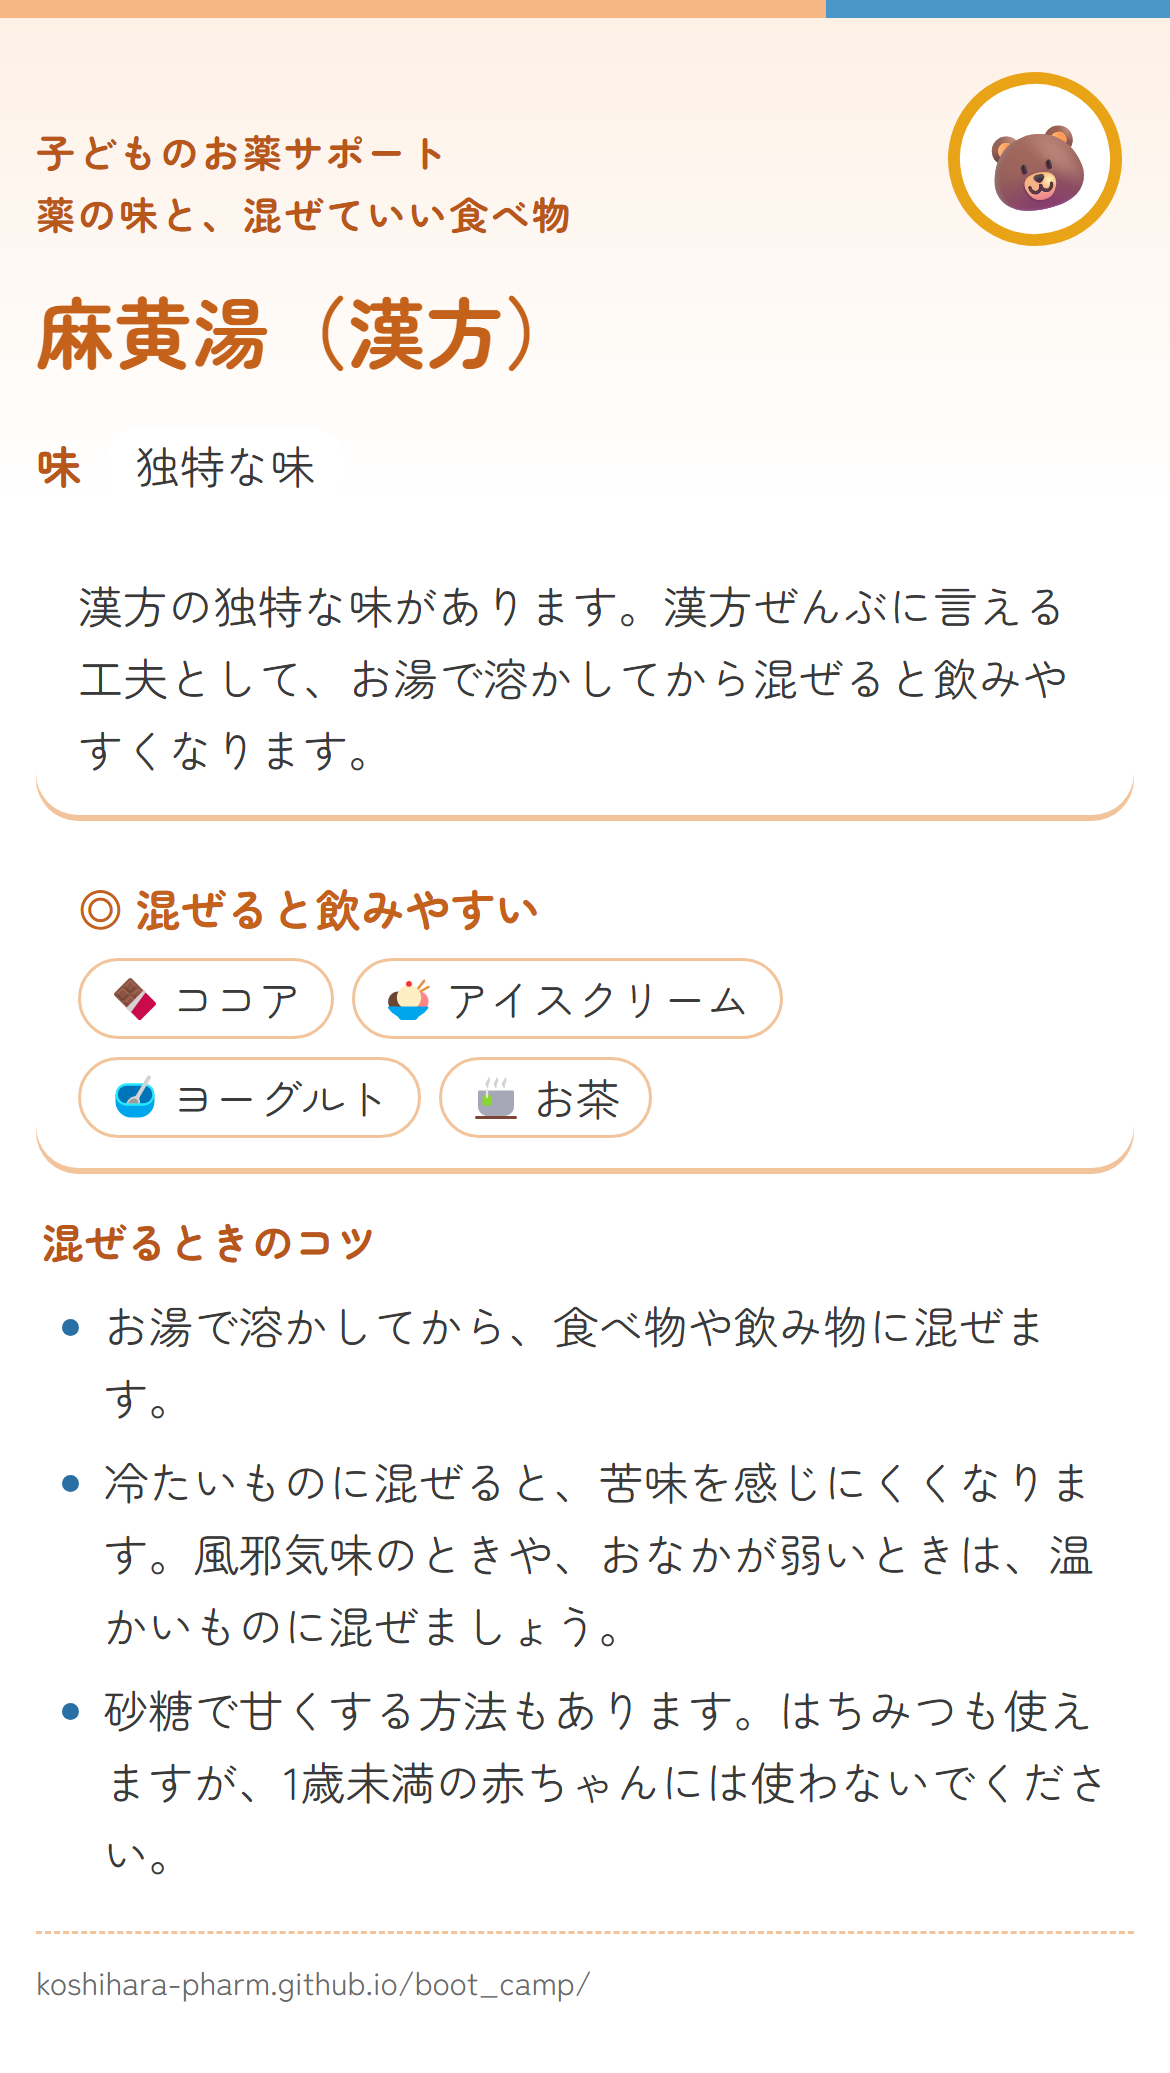 子どものお薬サポート
薬の味と、混ぜていい食べ物
麻黄湯（漢方）
味 独特な味
漢方の独特な味があります。漢方ぜんぶに言える
工夫として、お湯で溶かしてから混ぜると飲みや
すくなります。
◎ 混ぜると飲みやすい
ココア アイスクリーム
ヨーグルト お茶
混ぜるときのコツ
お湯で溶かしてから、食べ物や飲み物に混ぜま
す。
冷たいものに混ぜると、苦味を感じにくくなりま
す。風邪気味のときや、おなかが弱いときは、温
かいものに混ぜましょう。
砂糖で甘くする方法もあります。はちみつも使え
ますが、1歳未満の赤ちゃんには使わないでくださ
い。
koshihara-pharm.github.io/boot_camp/